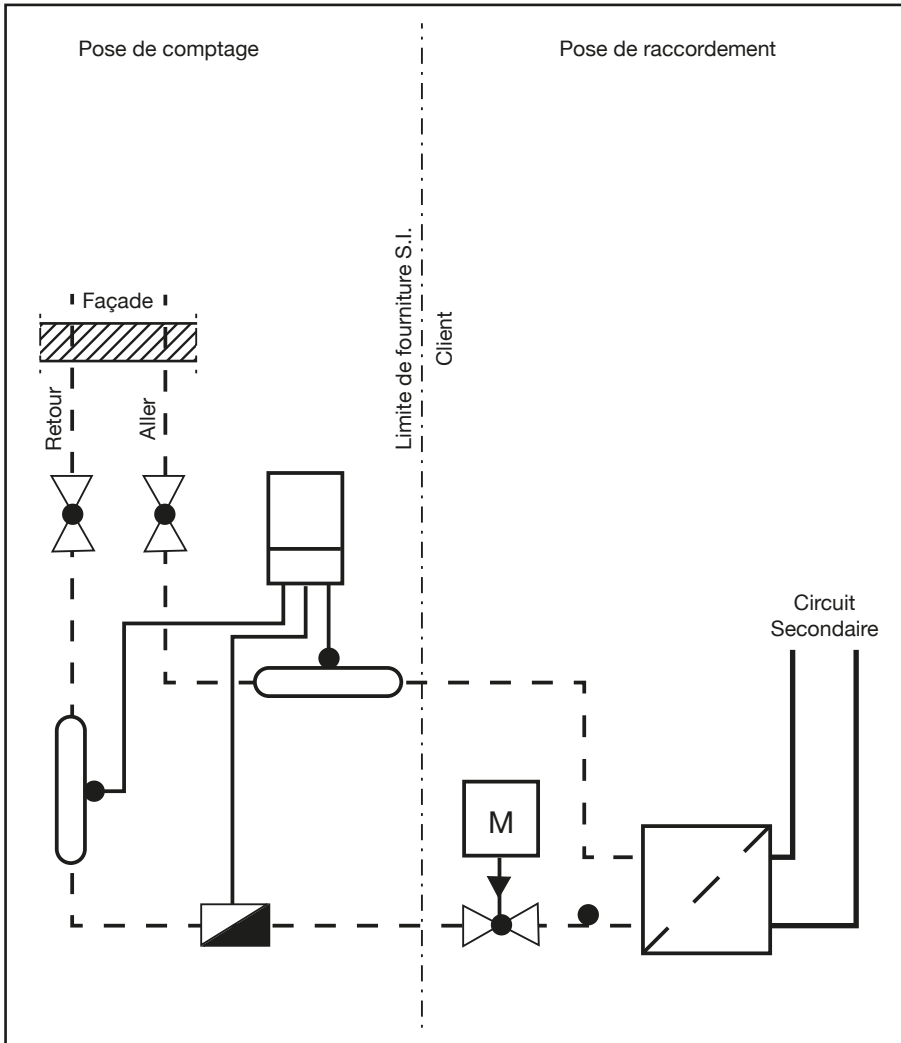 Pose de comptage
Pose de raccordement
Façade
Retour
Aller
Limite de fourniture S.I.
Client
Circuit
Secondaire
M